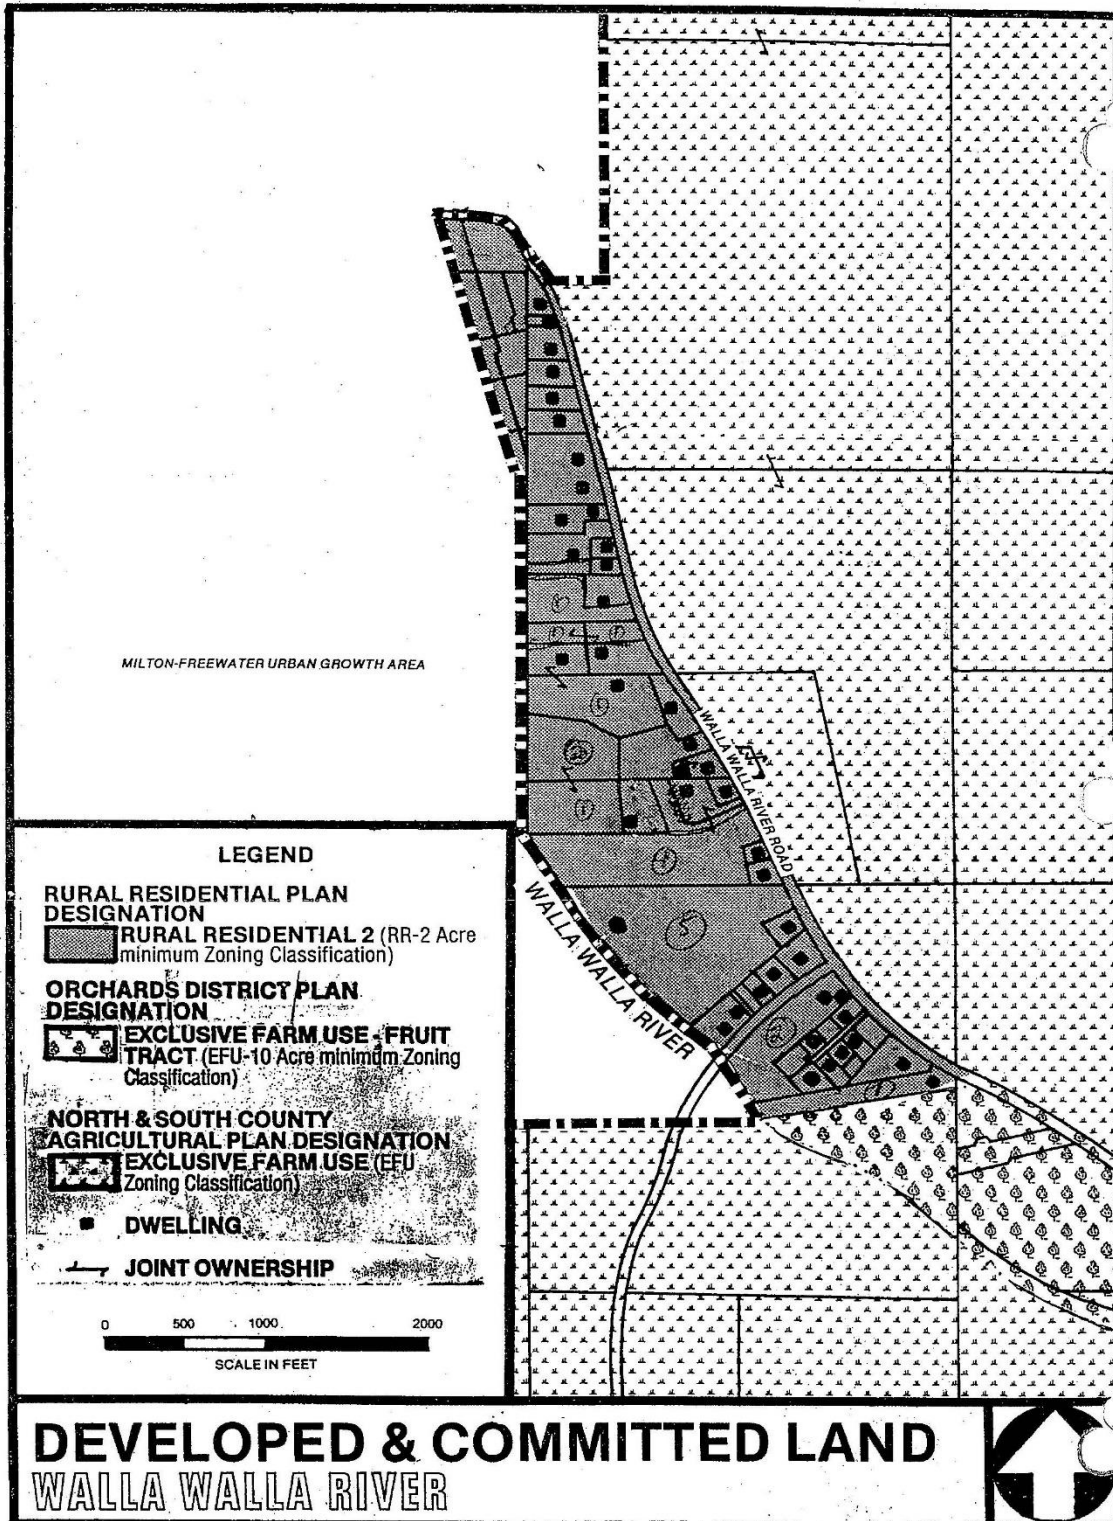 MILTON-FREEWATER URBAN GROWTH AREA
WALLA WALLA RIVER ROAD
WALLA WALLA RIVER
5
LEGEND
RURAL RESIDENTIAL PLAN
DESIGNATION
RURAL RESIDENTIAL 2 (RR-2 Acre
minimum Zoning Classification)
ORCHARDS DISTRICT PLAN
DESIGNATION
EXCLUSIVE FARM USE - FRUIT
TRACT (EFU-10 Acre minimum Zoning
Classification)
NORTH & SOUTH COUNTY
AGRICULTURAL PLAN DESIGNATION
EXCLUSIVE FARM USE (EFU
Zoning Classification)
DWELLING
JOINT OWNERSHIP
0 500 1000 2000
SCALE IN FEET
DEVELOPED & COMMITTED LAND
WALLA WALLA RIVER